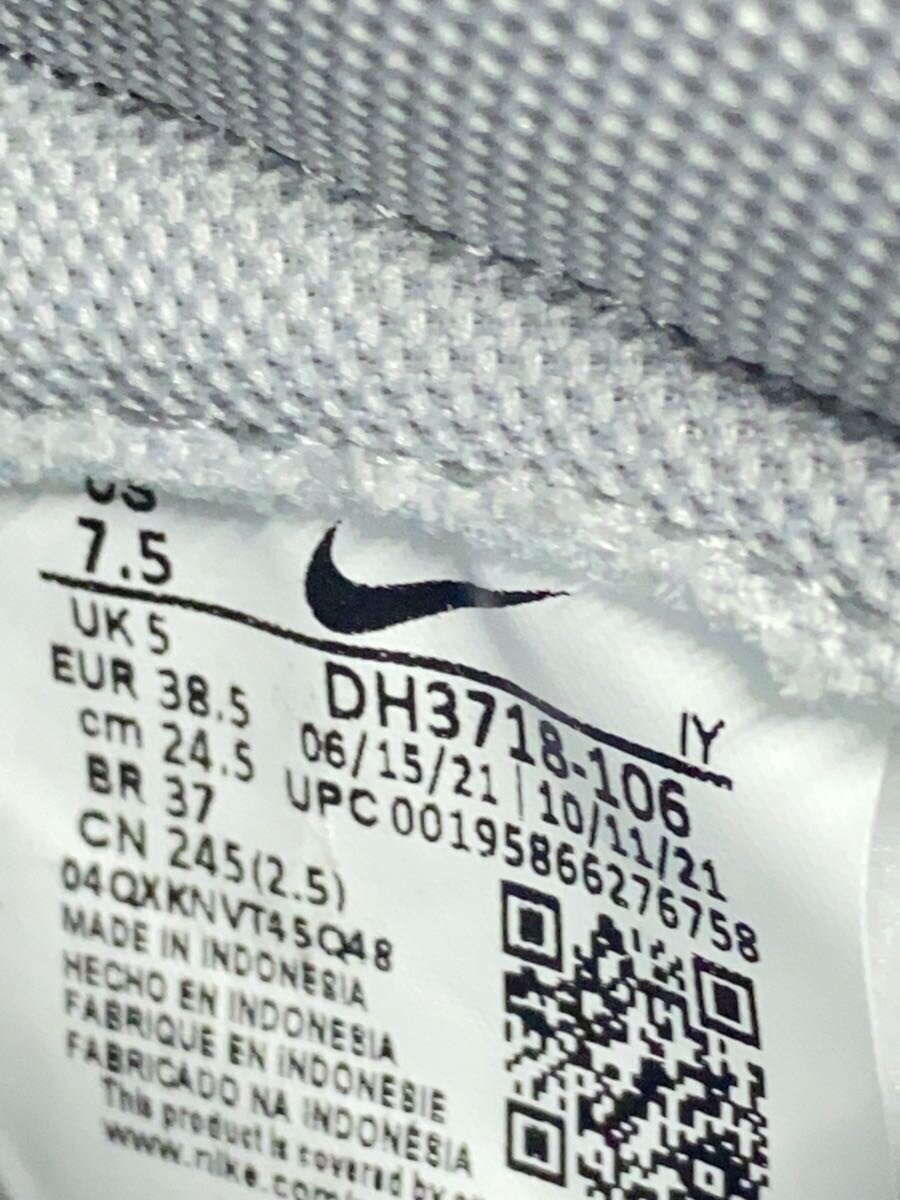 US
7.5
UK 5
EUR 38.5
cm 24.5
BR 37
CN 245(2.5)
04QXKNVT45Q48
MADE IN INDONESIA
HECHO EN INDONESIA
FABRIQUE EN INDONESIE
FABRICADO NA INDONÉSIA
This product is covered by
www.nike.com/
IY
DH3718-106
06/15/21 | 10/11/21
UPC 00195866276758